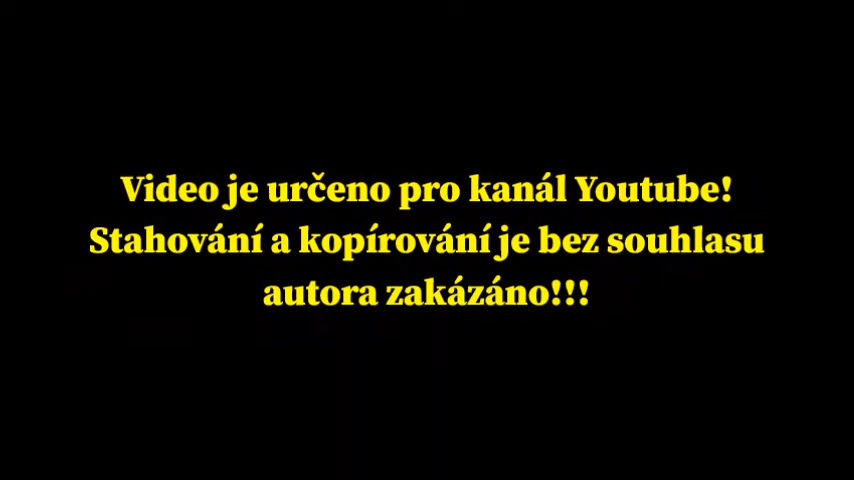 Video je určeno pro kanál Youtube!
Stahování a kopírování je bez souhlasu
autora zakázáno!!!